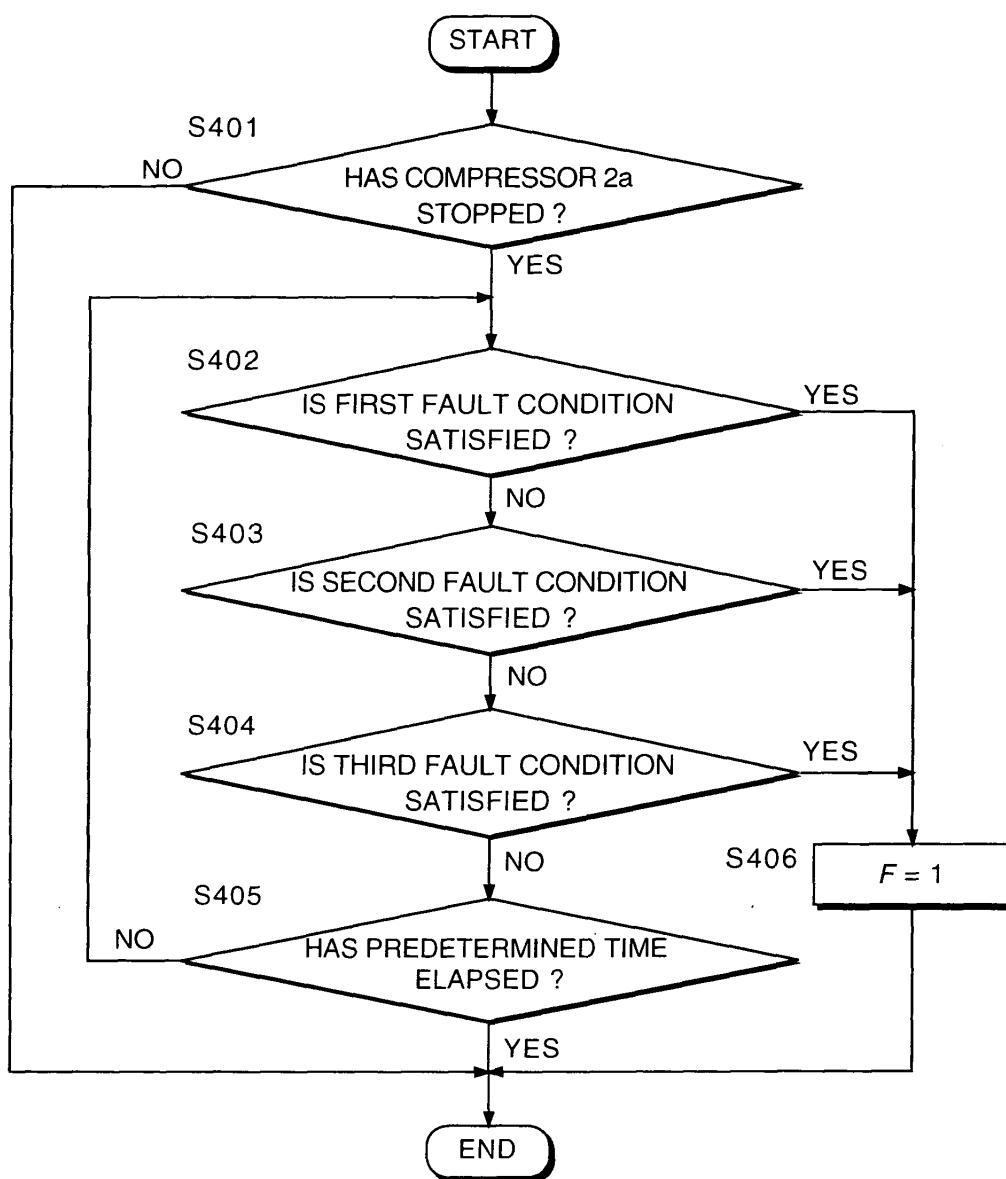 START
S401
NO
HAS COMPRESSOR 2a
STOPPED ?
YES
S402
YES
IS FIRST FAULT CONDITION
SATISFIED ?
NO
S403
YES
IS SECOND FAULT CONDITION
SATISFIED ?
NO
S404
YES
IS THIRD FAULT CONDITION
SATISFIED ?
NO
S406
F = 1
S405
NO
HAS PREDETERMINED TIME
ELAPSED ?
YES
END